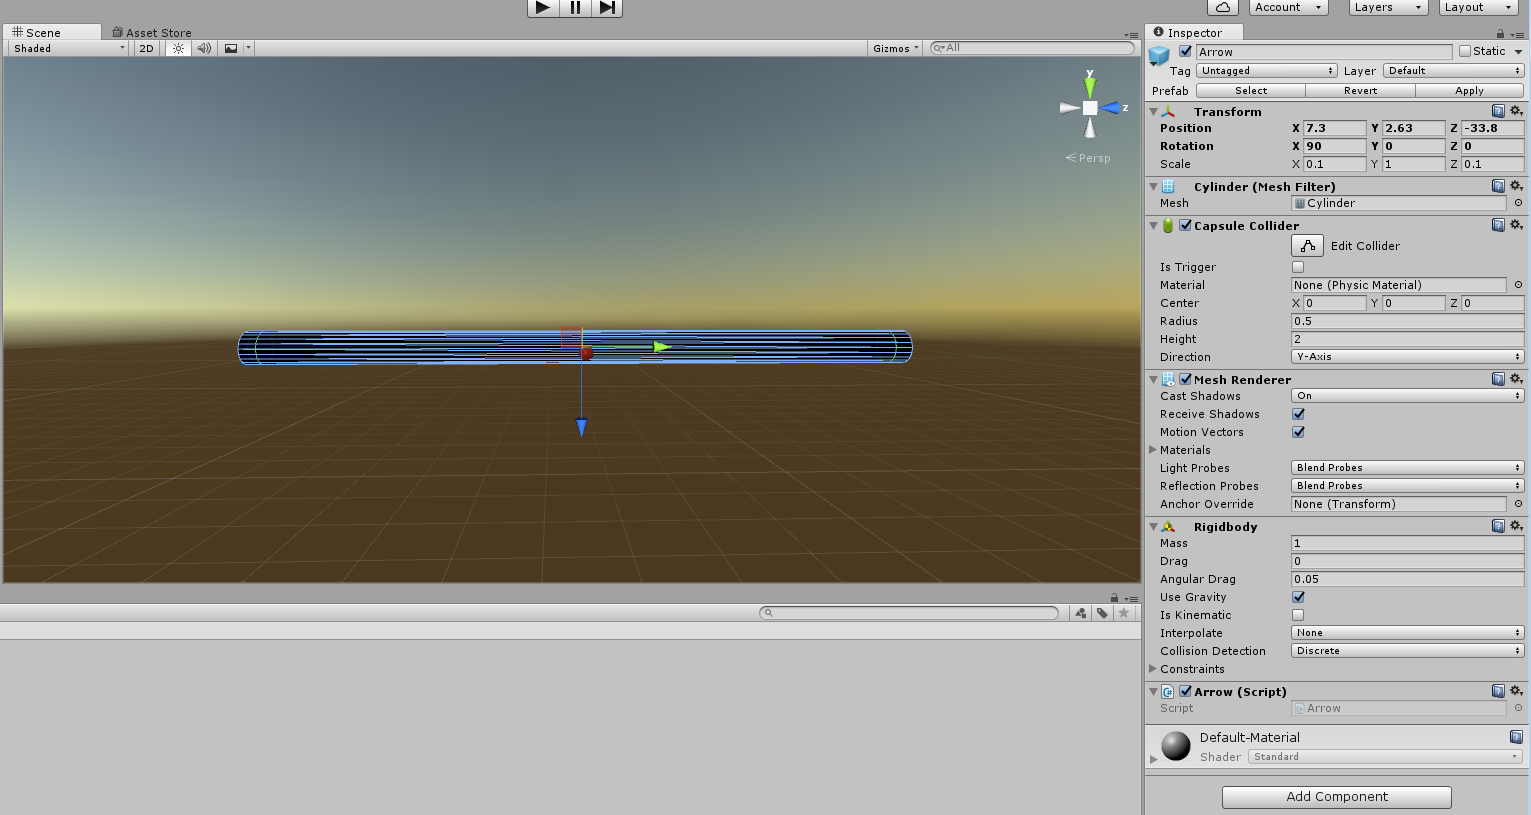 Account
Layers
Layout
Scene
Asset Store
Shaded
2D
Gizmos
All
y
z
Persp
Inspector
Arrow
Static
Tag Untagged Layer Default
Prefab Select Revert Apply
Transform
Position X 7.3 Y 2.63 Z -33.8
Rotation X 90 Y 0 Z 0
Scale X 0.1 Y 1 Z 0.1
Cylinder (Mesh Filter)
Mesh Cylinder
Capsule Collider
Edit Collider
Is Trigger
Material None (Physic Material)
Center X 0 Y 0 Z 0
Radius 0.5
Height 2
Direction Y-Axis
Mesh Renderer
Cast Shadows On
Receive Shadows
Motion Vectors
Materials
Light Probes Blend Probes
Reflection Probes Blend Probes
Anchor Override None (Transform)
Rigidbody
Mass 1
Drag 0
Angular Drag 0.05
Use Gravity
Is Kinematic
Interpolate None
Collision Detection Discrete
Constraints
C# Arrow (Script)
Script Arrow
Default-Material
Shader Standard
Add Component